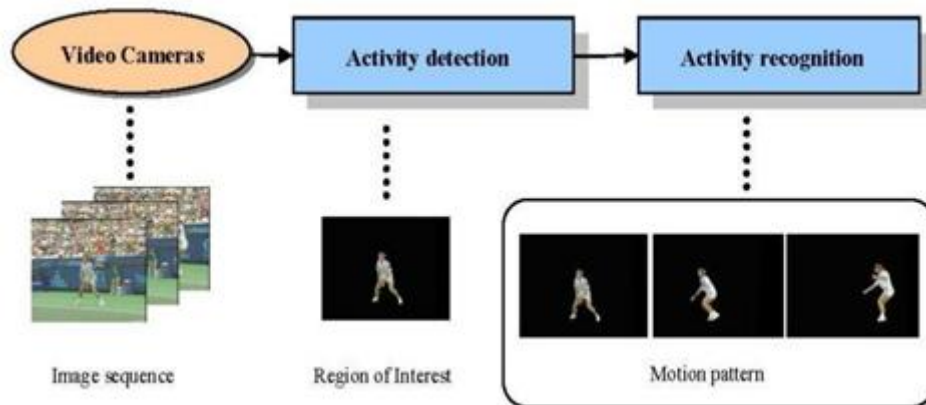 Video Cameras
Activity detection
Activity recognition
Image sequence
Region of Interest
Motion pattern